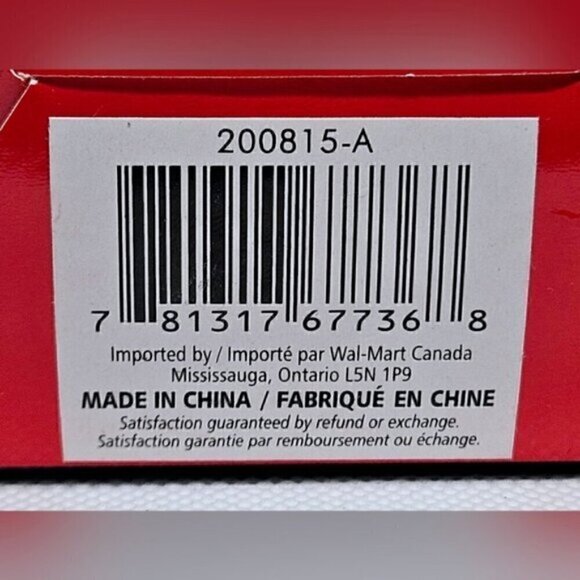 200815-A
7 81317 67736 8
Imported by / Importé par Wal-Mart Canada
Mississauga, Ontario L5N 1P9
MADE IN CHINA / FABRIQUÉ EN CHINE
Satisfaction guaranteed by refund or exchange.
Satisfaction garantie par remboursement ou échange.